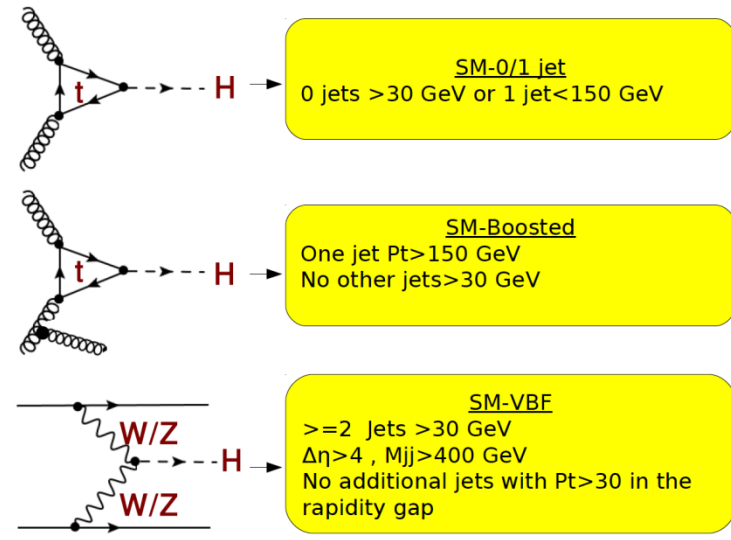 t
H
SM-0/1 jet
0 jets >30 GeV or 1 jet<150 GeV
t
H
SM-Boosted
One jet Pt>150 GeV
No other jets>30 GeV
W/Z
H
W/Z
SM-VBF
>=2  Jets >30 GeV
Δη>4 , Mjj>400 GeV
No additional jets with Pt>30 in the
rapidity gap